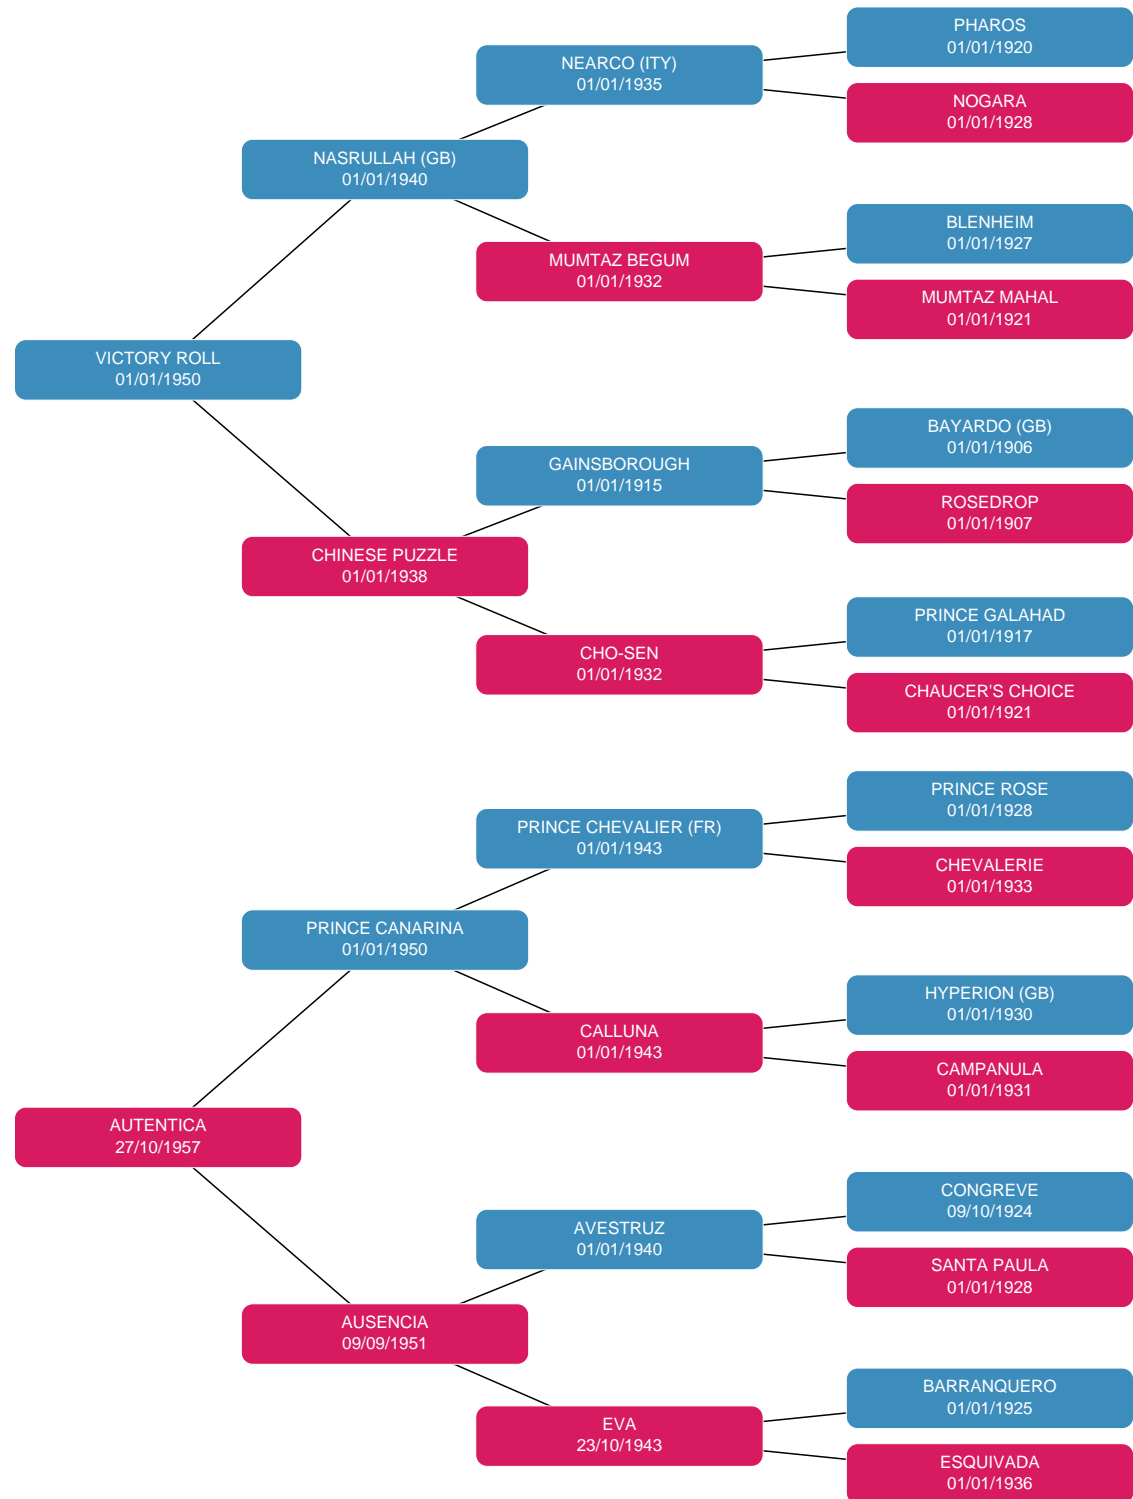 PHAROS
01/01/1920
NEARCO (ITY)
01/01/1935
NOGARA
01/01/1928
NASRULLAH (GB)
01/01/1940
BLENHEIM
01/01/1927
MUMTAZ BEGUM
01/01/1932
MUMTAZ MAHAL
01/01/1921
VICTORY ROLL
01/01/1950
BAYARDO (GB)
01/01/1906
GAINSBOROUGH
01/01/1915
ROSEDROP
01/01/1907
CHINESE PUZZLE
01/01/1938
PRINCE GALAHAD
01/01/1917
CHO-SEN
01/01/1932
CHAUCER'S CHOICE
01/01/1921
PRINCE ROSE
01/01/1928
PRINCE CHEVALIER (FR)
01/01/1943
CHEVALERIE
01/01/1933
PRINCE CANARINA
01/01/1950
HYPERION (GB)
01/01/1930
CALLUNA
01/01/1943
CAMPANULA
01/01/1931
AUTENTICA
27/10/1957
CONGREVE
09/10/1924
AVESTRUZ
01/01/1940
SANTA PAULA
01/01/1928
AUSENCIA
09/09/1951
BARRANQUERO
01/01/1925
EVA
23/10/1943
ESQUIVADA
01/01/1936